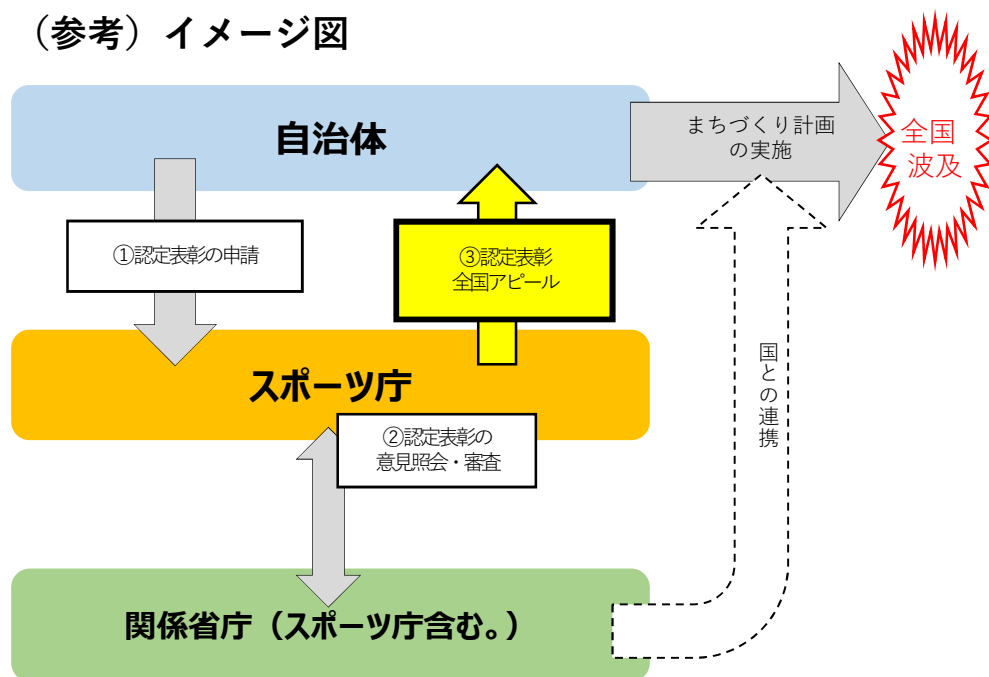 （参考）イメージ図
自治体
まちづくり計画
の実施
全国
波及
①認定表彰の申請
③認定表彰
全国アピール
スポーツ庁
②認定表彰の
意見照会・審査
国との連携
関係省庁（スポーツ庁含む。）